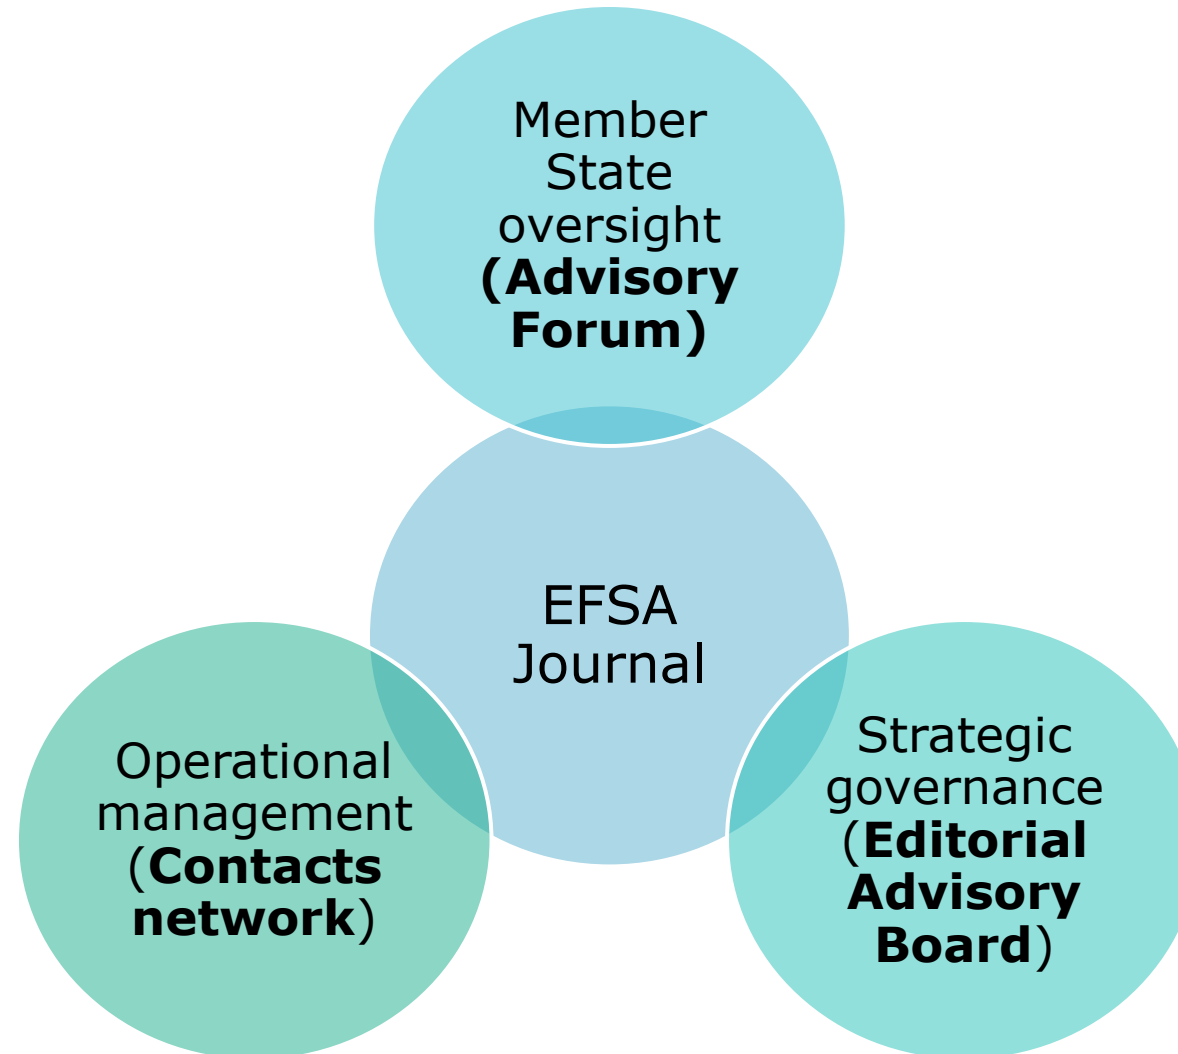 Member
State
oversight
(Advisory
Forum)
EFSA
Journal
Operational
management
(Contacts
network)
Strategic
governance
(Editorial
Advisory
Board)